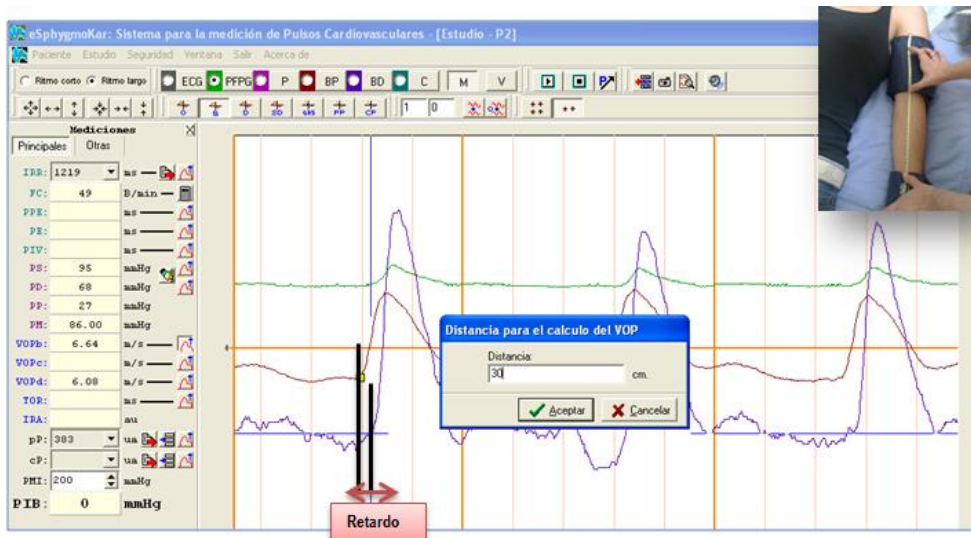 eSphygmoKar: Sistema para la medición de Pulsos Cardiovasculares - [Estudio - P2]
Paciente Estudio Seguridad Ventana Salir Acerca de
Ritmo corto Ritmo largo ECG PFPG P BP BD C M V
1 0
Mediciones
Principales Otras
IRR: 1219 ms
FC: 49 B/min
PPE: ms
PE: ms
PIV: ms
PS: 95 mmHg
PD: 68 mmHg
PP: 27 mmHg
PM: 86.00 mmHg
VOPb: 6.64 m/s
VOPc: m/s
VOPd: 6.08 m/s
TOR: ms
IRA: au
pP: 383 ua
cP: ua
PMI: 200 mmHg
PIB: 0 mmHg
Distancia para el calculo del VOP
Distancia:
30 cm.
Aceptar Cancelar
Retardo